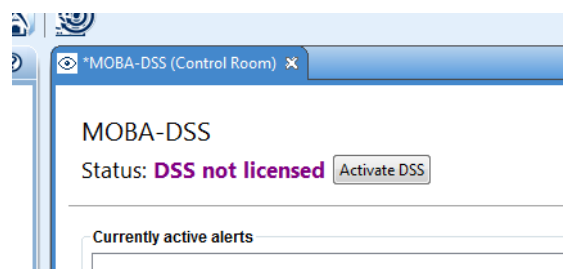 *MOBA-DSS (Control Room)
MOBA-DSS
Status: DSS not licensed Activate DSS
Currently active alerts